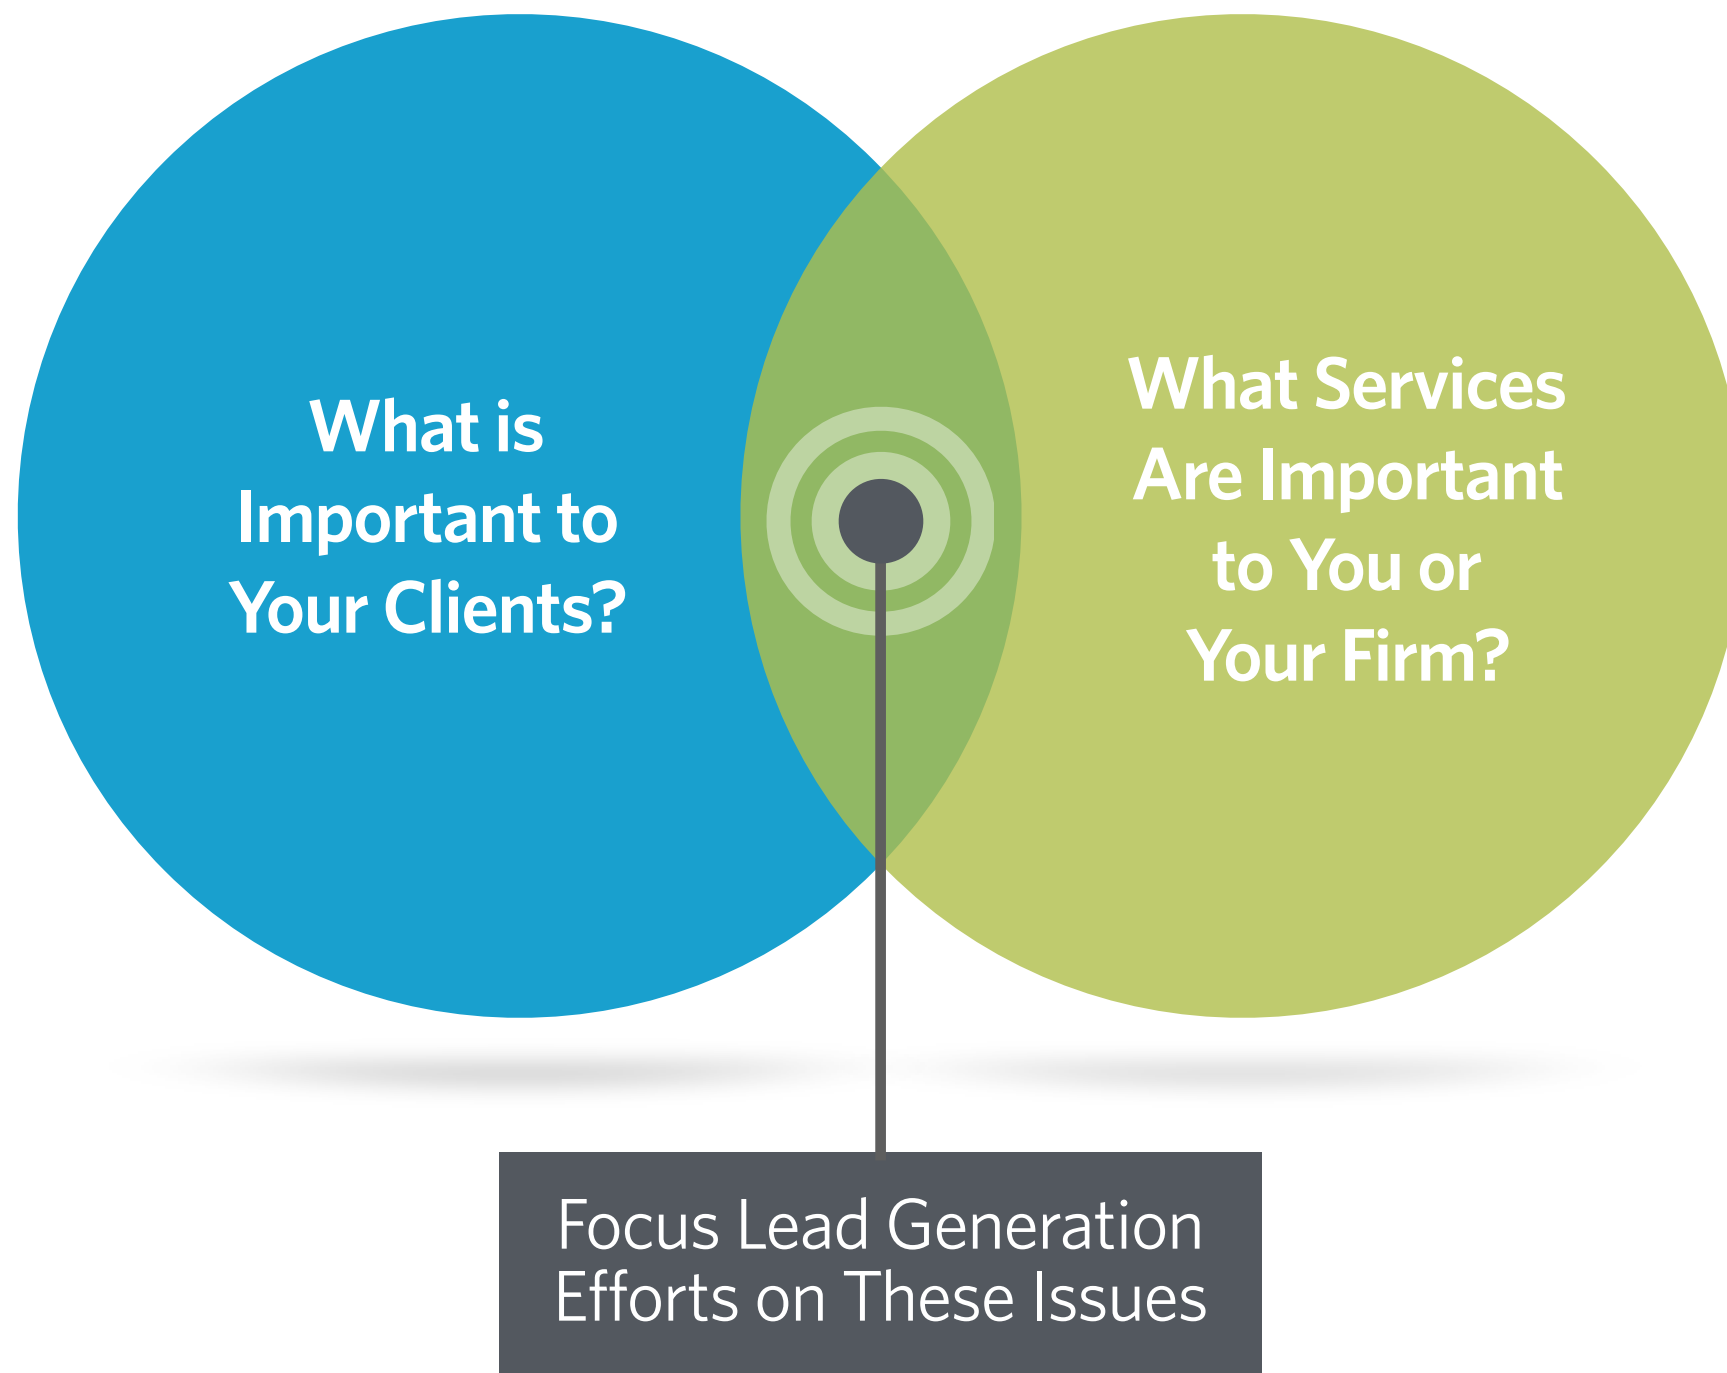 What is
Important to
Your Clients?
What Services
Are Important
to You or
Your Firm?
Focus Lead Generation
Efforts on These Issues